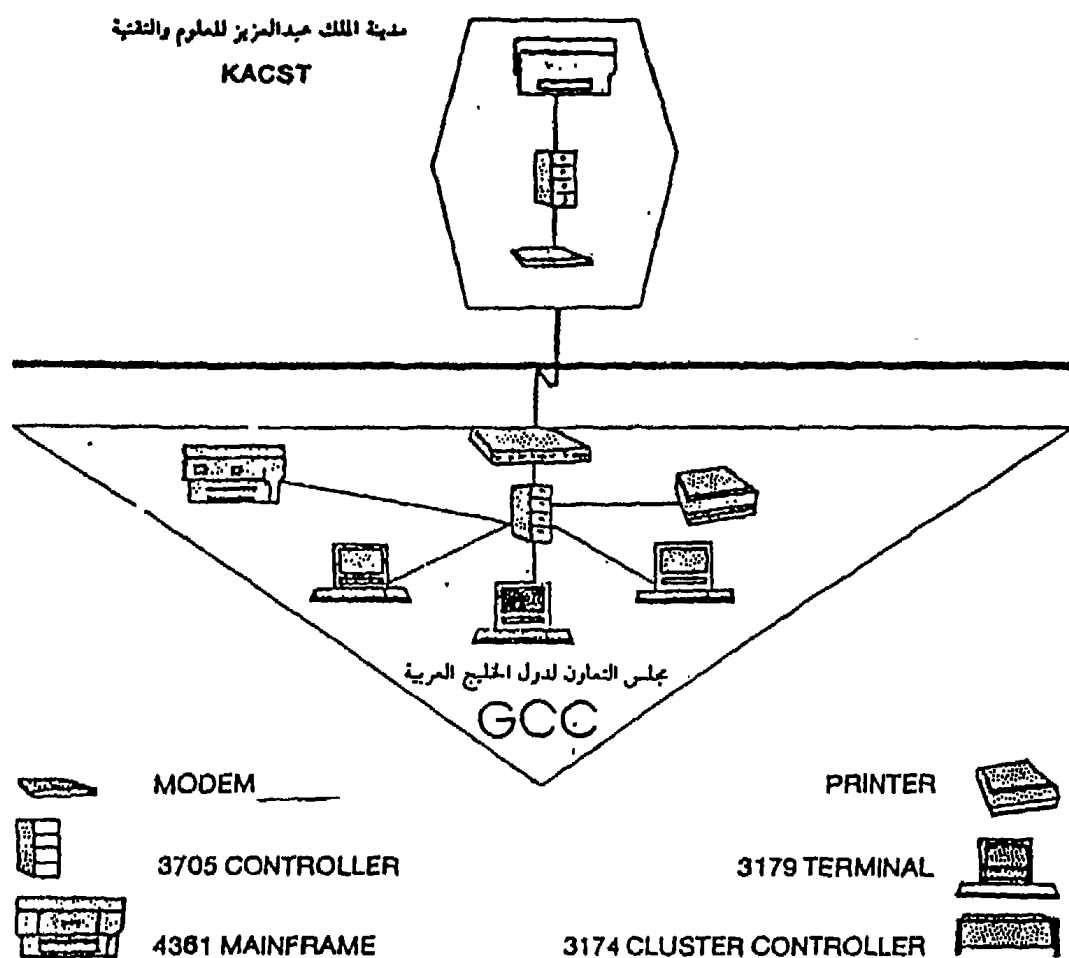 مدينة الملك عبدالعزيز للعلوم والتقنية
KACST
مجلس التعاون لدول الخليج العربية
GCC
MODEM
PRINTER
3705 CONTROLLER
3179 TERMINAL
4361 MAINFRAME
3174 CLUSTER CONTROLLER